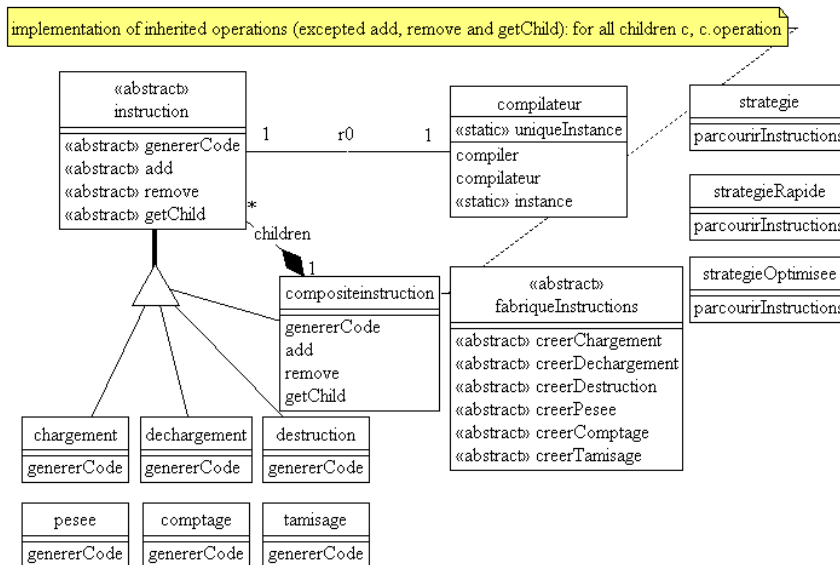 implementation of inherited operations (excepted add, remove and getChild): for all children c, c.operation
«abstract»
instruction
«abstract» genererCode
«abstract» add
«abstract» remove
«abstract» getChild
1 r0 1
compilateur
«static» uniqueInstance
compiler
compilateur
«static» instance
strategie
parcourirInstructions
strategieRapide
parcourirInstructions
strategieOptimisee
parcourirInstructions
*
children
1
compositeinstruction
genererCode
add
remove
getChild
«abstract»
fabriqueInstructions
«abstract» creerChargement
«abstract» creerDechargement
«abstract» creerDestruction
«abstract» creerPesee
«abstract» creerComptage
«abstract» creerTamisage
chargement
genererCode
dechargement
genererCode
destruction
genererCode
pesee
genererCode
comptage
genererCode
tamisage
genererCode